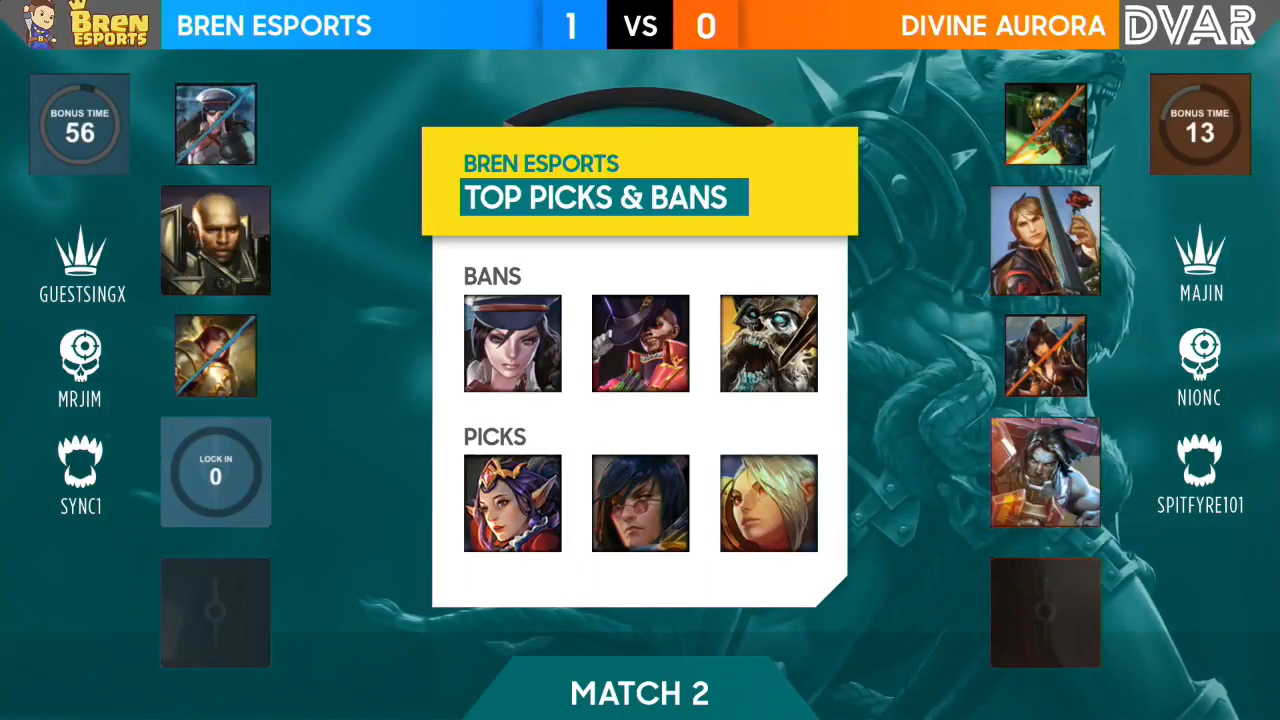 BREN ESPORTS
BREN ESPORTS
1
VS
0
DIVINE AURORA
DVAR
BONUS TIME
56
GUESTSINGX
MRJIM
SYNC1
LOCK IN
0
BREN ESPORTS
TOP PICKS & BANS
BANS
PICKS
BONUS TIME
13
MAJIN
NIONC
SPITFYRE101
MATCH 2